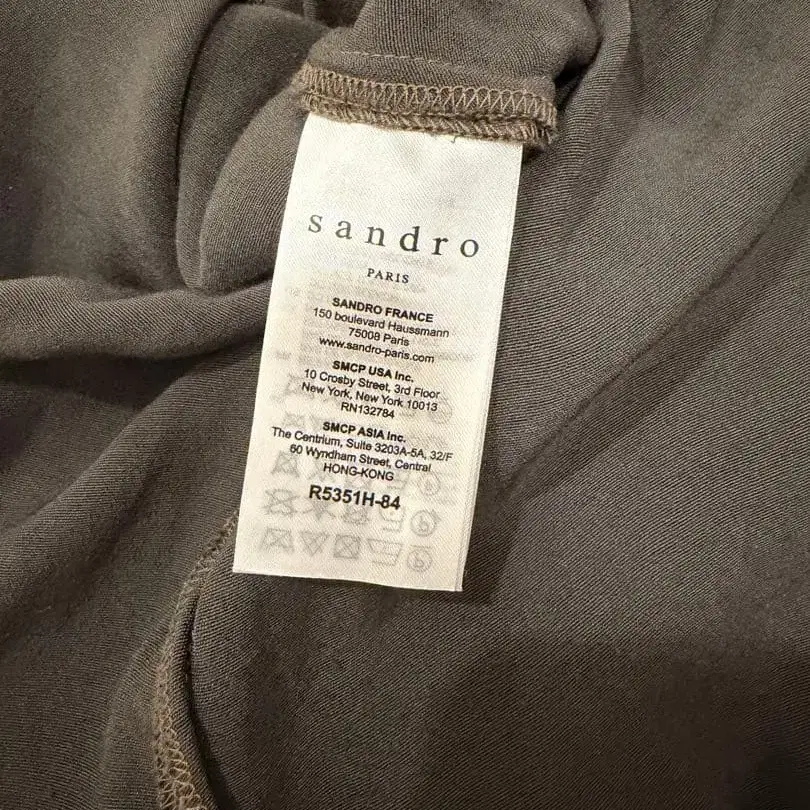 sandro
PARIS
SANDRO FRANCE
150 boulevard Haussmann
75008 Paris
www.sandro-paris.com
SMCP USA Inc.
10 Crosby Street, 3rd Floor
New York, New York 10013
RN132784
SMCP ASIA Inc.
The Centrium, Suite 3203A-5A, 32/F
60 Wyndham Street, Central
HONG-KONG
R5351H-84